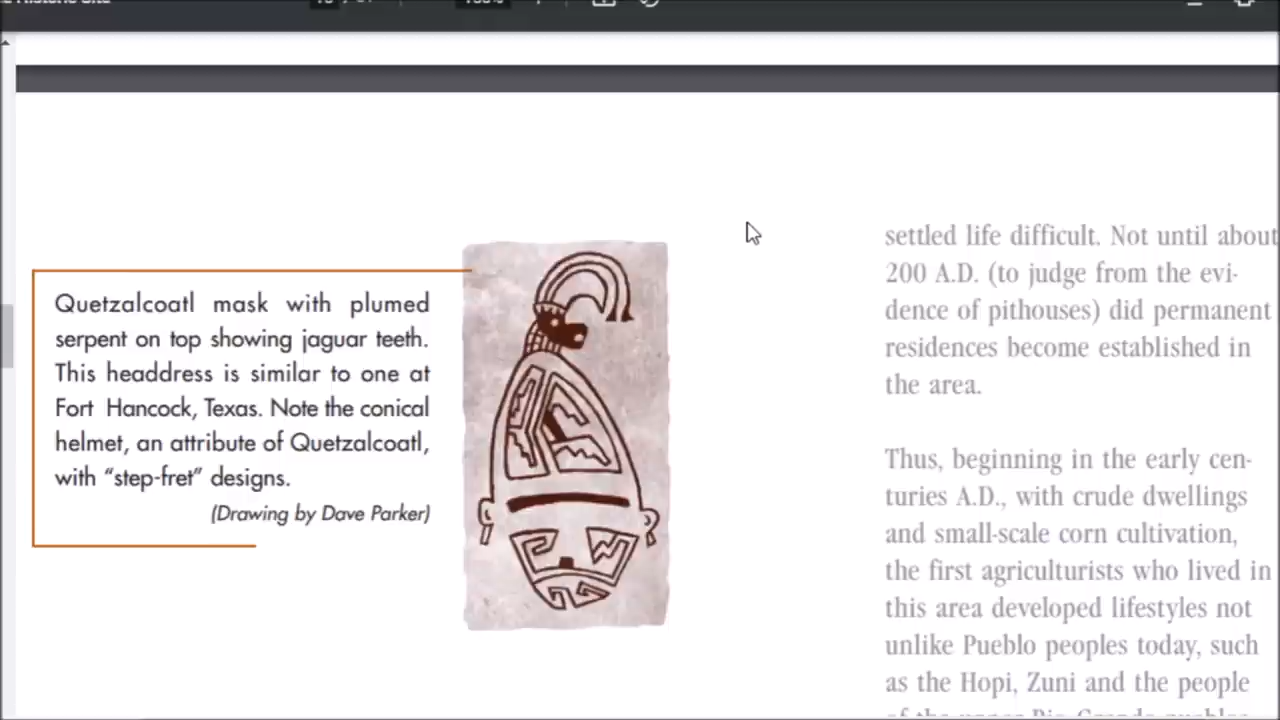 Quetzalcoatl mask with plumed
serpent on top showing jaguar teeth.
This headdress is similar to one at
Fort Hancock, Texas. Note the conical
helmet, an attribute of Quetzalcoatl,
with “step-fret” designs.
(Drawing by Dave Parker)
settled life difficult. Not until about
200 A.D. (to judge from the evi-
dence of pithouses) did permanent
residences become established in
the area.
Thus, beginning in the early cen-
turies A.D., with crude dwellings
and small-scale corn cultivation,
the first agriculturists who lived in
this area developed lifestyles not
unlike Pueblo peoples today, such
as the Hopi, Zuni and the people